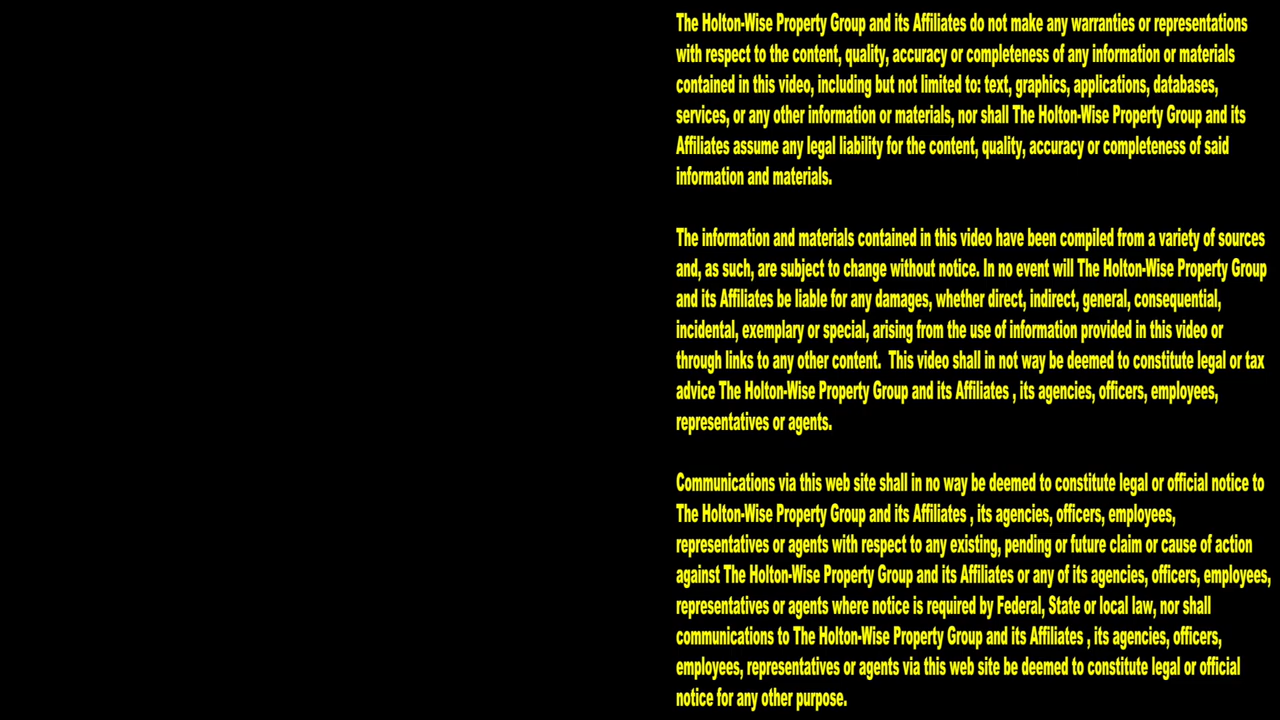 The Holton-Wise Property Group and its Affiliates do not make any warranties or representations
with respect to the content, quality, accuracy or completeness of any information or materials
contained in this video, including but not limited to: text, graphics, applications, databases,
services, or any other information or materials, nor shall The Holton-Wise Property Group and its
Affiliates assume any legal liability for the content, quality, accuracy or completeness of said
information and materials.
The information and materials contained in this video have been compiled from a variety of sources
and, as such, are subject to change without notice. In no event will The Holton-Wise Property Group
and its Affiliates be liable for any damages, whether direct, indirect, general, consequential,
incidental, exemplary or special, arising from the use of information provided in this video or
through links to any other content.  This video shall in not way be deemed to constitute legal or tax
advice The Holton-Wise Property Group and its Affiliates , its agencies, officers, employees,
representatives or agents.
Communications via this web site shall in no way be deemed to constitute legal or official notice to
The Holton-Wise Property Group and its Affiliates , its agencies, officers, employees,
representatives or agents with respect to any existing, pending or future claim or cause of action
against The Holton-Wise Property Group and its Affiliates or any of its agencies, officers, employees,
representatives or agents where notice is required by Federal, State or local law, nor shall
communications to The Holton-Wise Property Group and its Affiliates , its agencies, officers,
employees, representatives or agents via this web site be deemed to constitute legal or official
notice for any other purpose.